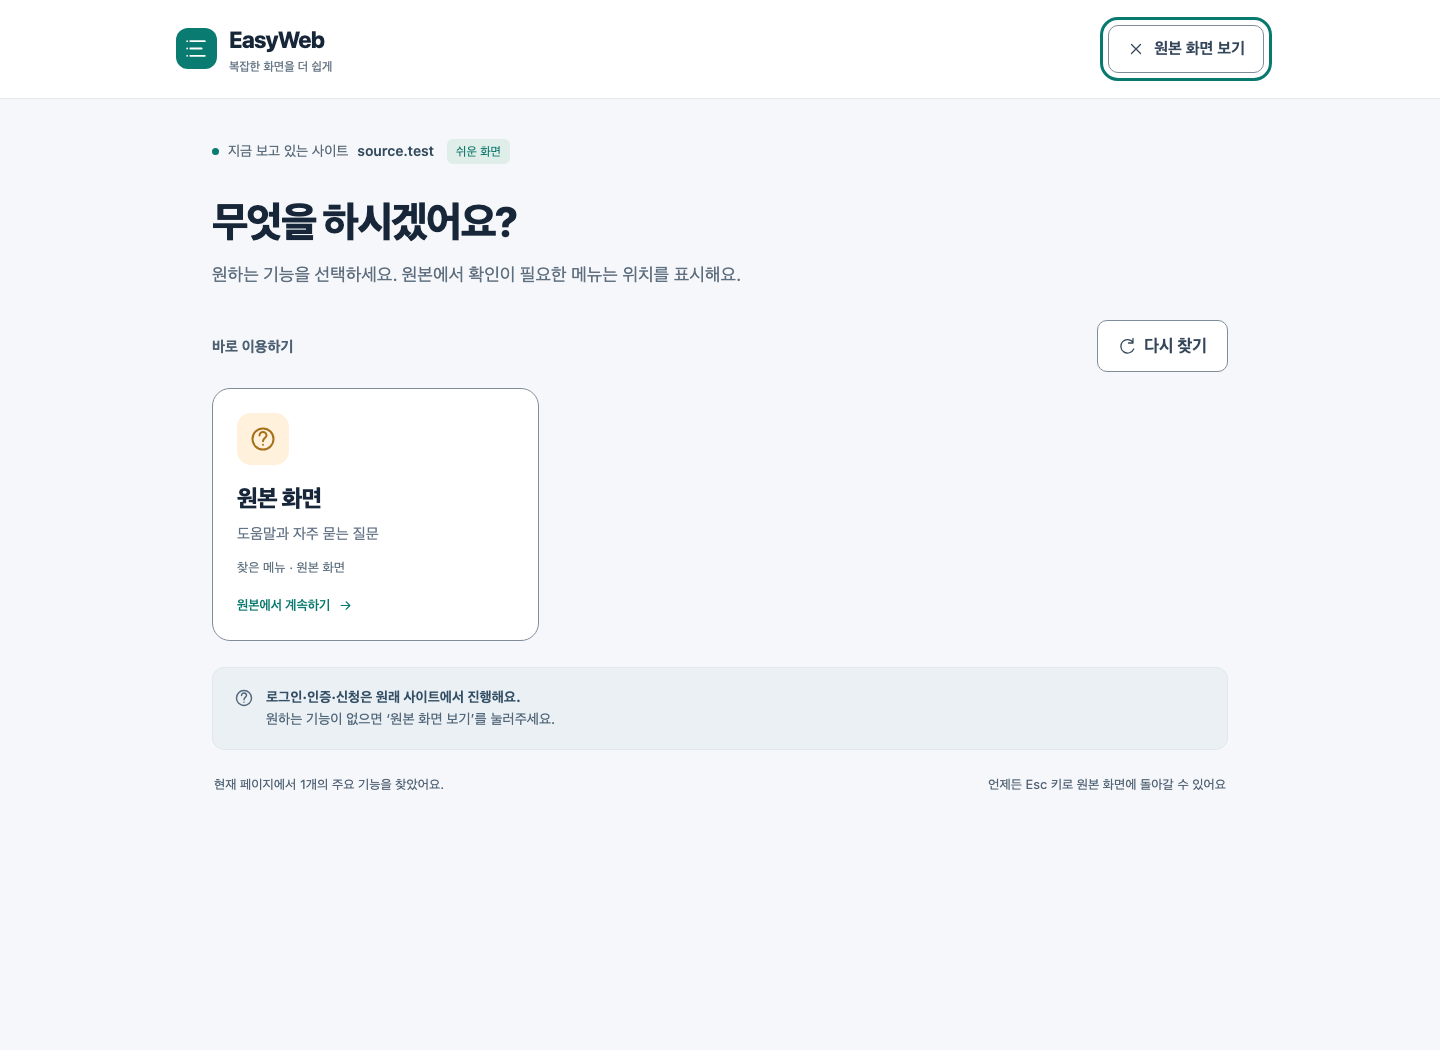 EasyWeb
복잡한 화면을 더 쉽게
원본 화면 보기
지금 보고 있는 사이트 source.test 쉬운 화면
무엇을 하시겠어요?
원하는 기능을 선택하세요. 원본에서 확인이 필요한 메뉴는 위치를 표시해요.
바로 이용하기
다시 찾기
원본 화면
도움말과 자주 묻는 질문
찾은 메뉴 · 원본 화면
원본에서 계속하기 →
로그인·인증·신청은 원래 사이트에서 진행해요.
원하는 기능이 없으면 ‘원본 화면 보기’를 눌러주세요.
현재 페이지에서 1개의 주요 기능을 찾았어요.
언제든 Esc 키로 원본 화면에 돌아갈 수 있어요